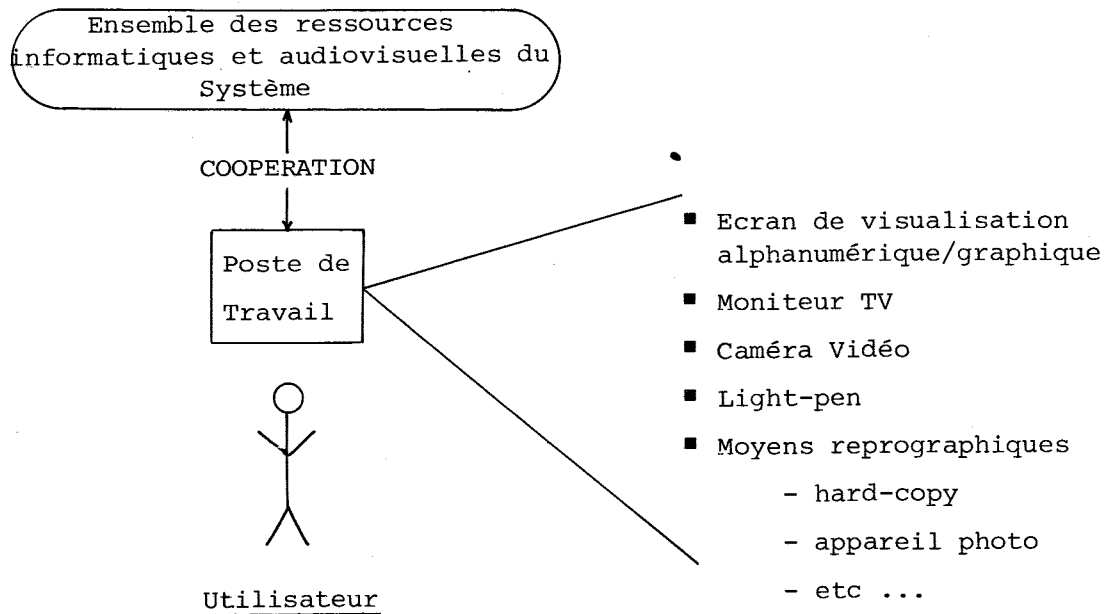 Ensemble des ressources
informatiques et audiovisuelles du
Système
COOPERATION
Poste de
Travail
Utilisateur
■ Ecran de visualisation
alphanumérique/graphique
■ Moniteur TV
■ Caméra Vidéo
■ Light-pen
■ Moyens reprographiques
- hard-copy
- appareil photo
- etc ...